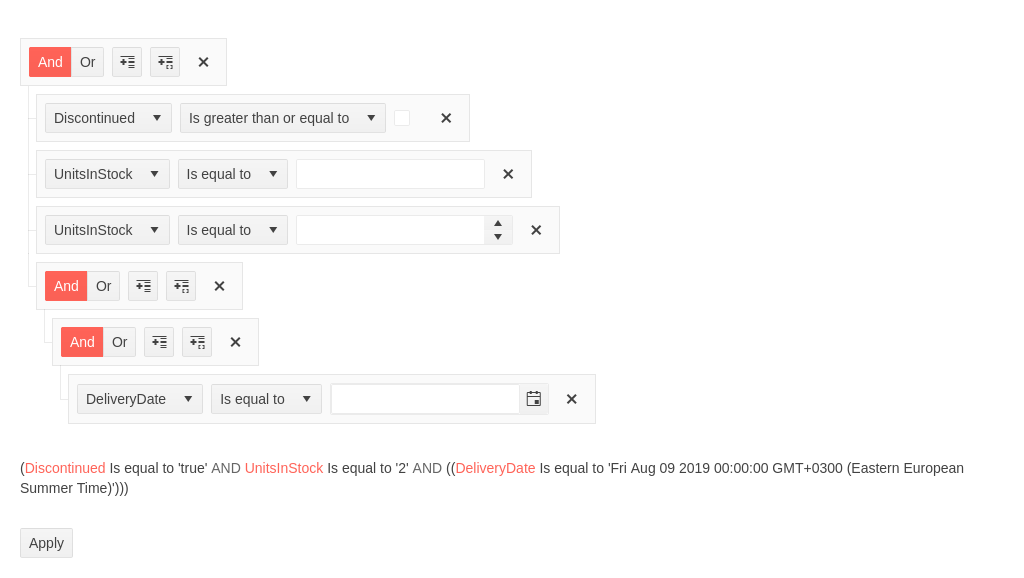 And Or
Discontinued Is greater than or equal to
UnitsInStock Is equal to
UnitsInStock Is equal to
And Or
And Or
DeliveryDate Is equal to
(Discontinued Is equal to 'true' AND UnitsInStock Is equal to '2' AND ((DeliveryDate Is equal to 'Fri Aug 09 2019 00:00:00 GMT+0300 (Eastern European
Summer Time)')))
Apply